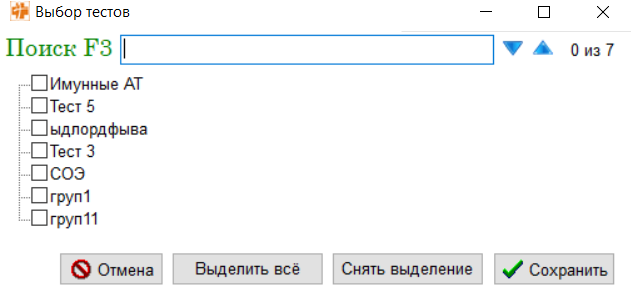 Выбор тестов
Поиск F3
0 из 7
Имунные АТ
Тест 5
ыдлордфыва
Тест 3
СОЭ
груп1
груп11
Отмена Выделить всё Снять выделение Сохранить